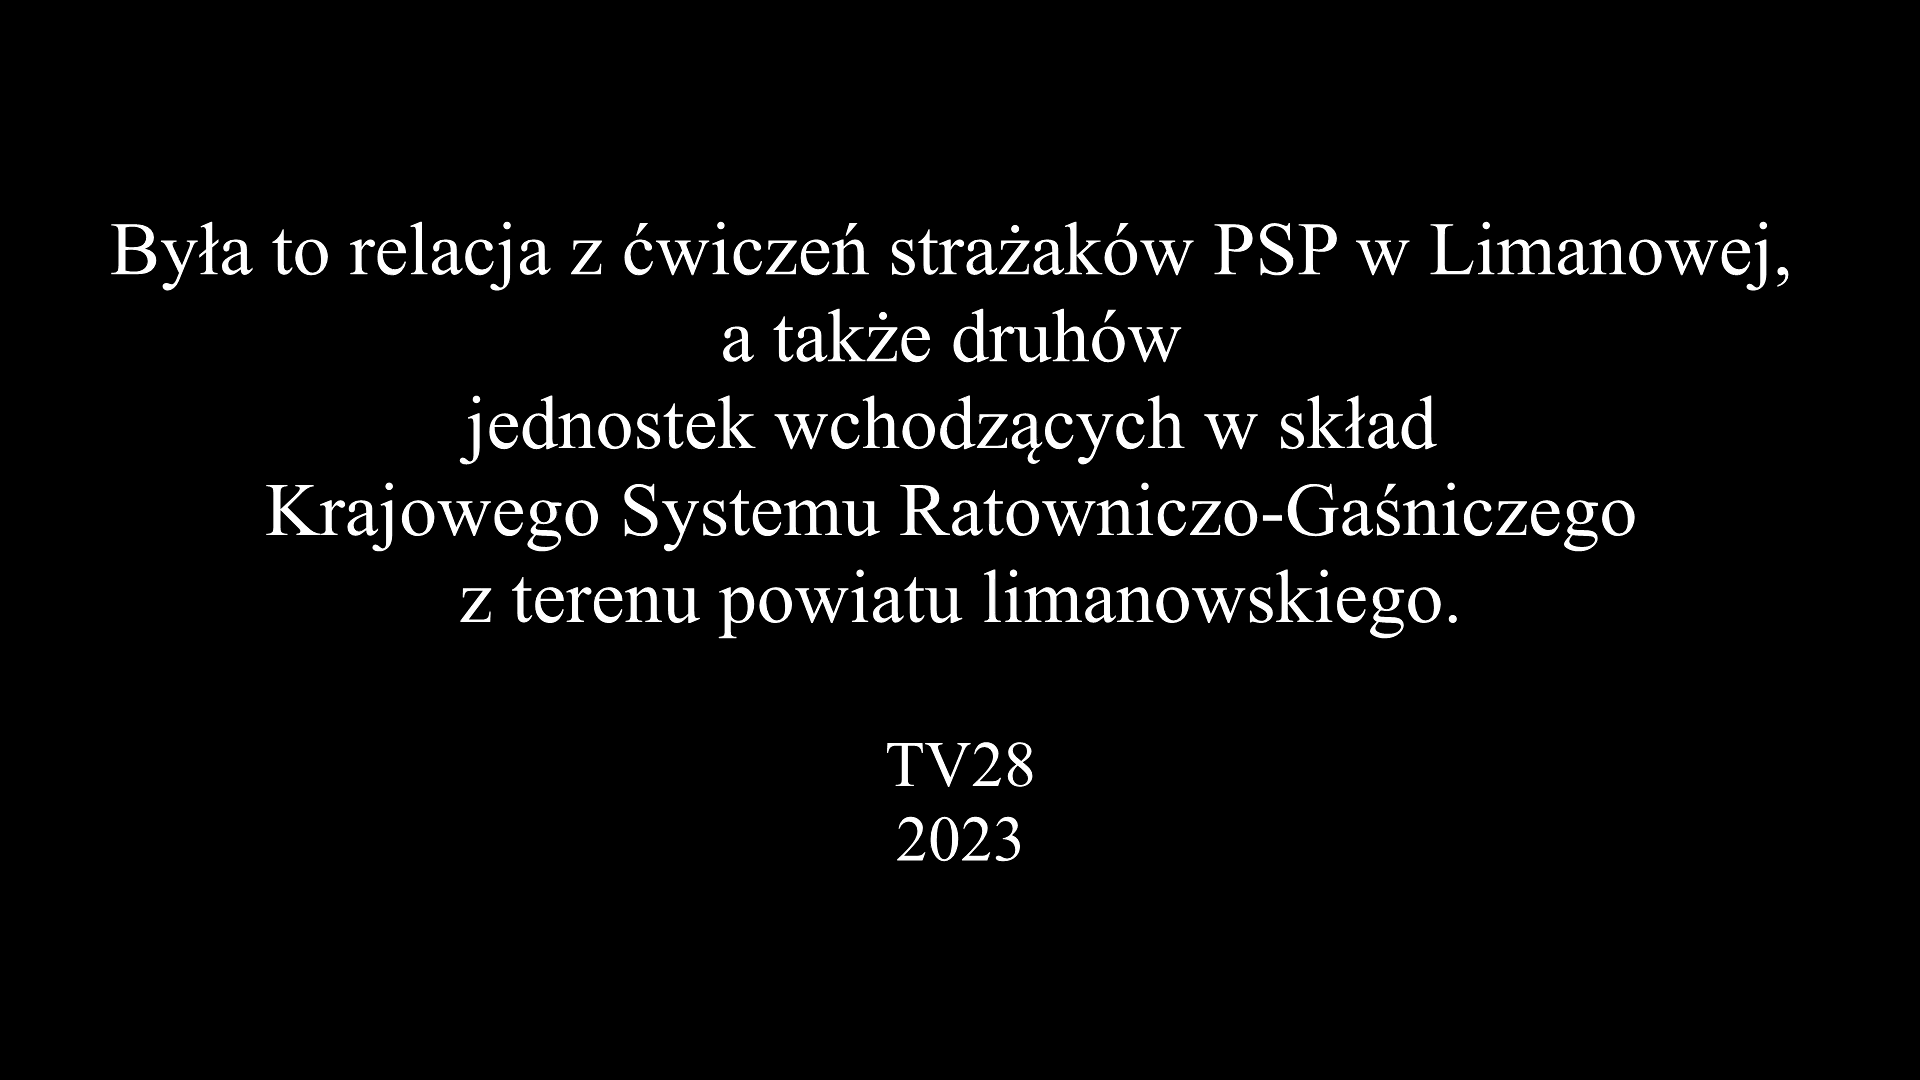 Była to relacja z ćwiczeń strażaków PSP w Limanowej,
a także druhów
jednostek wchodzących w skład
Krajowego Systemu Ratowniczo-Gaśniczego
z terenu powiatu limanowskiego.
TV28
2023